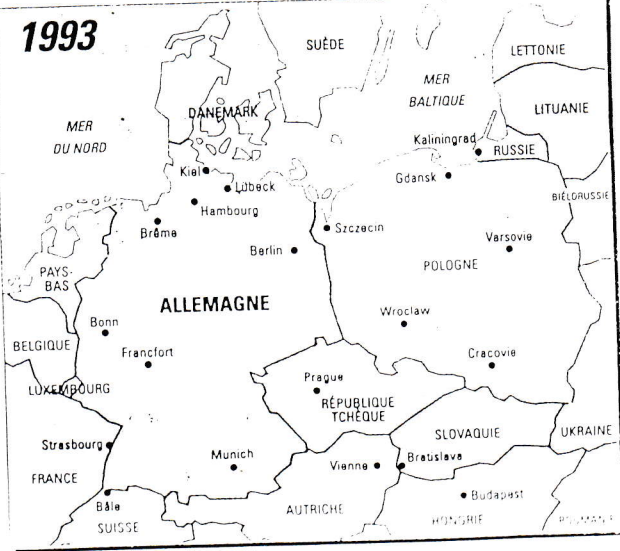 1993
SUÈDE
LETTONIE
MER
BALTIQUE
DANEMARK
LITUANIE
MER
DU NORD
Kaliningrad
RUSSIE
Kiel
Gdansk
Lübeck
BIÉLORUSSIE
Hambourg
Brême
Szczecin
Berlin
Varsovie
PAYS-
BAS
POLOGNE
ALLEMAGNE
Bonn
Wroclaw
BELGIQUE
Francfort
Cracovie
Prague
LUXEMBOURG
RÉPUBLIQUE
TCHÈQUE
SLOVAQUIE
UKRAINE
Strasbourg
Munich
Vienne
Bratislava
FRANCE
Budapest
Bâle
AUTRICHE
HONGRIE
SUISSE